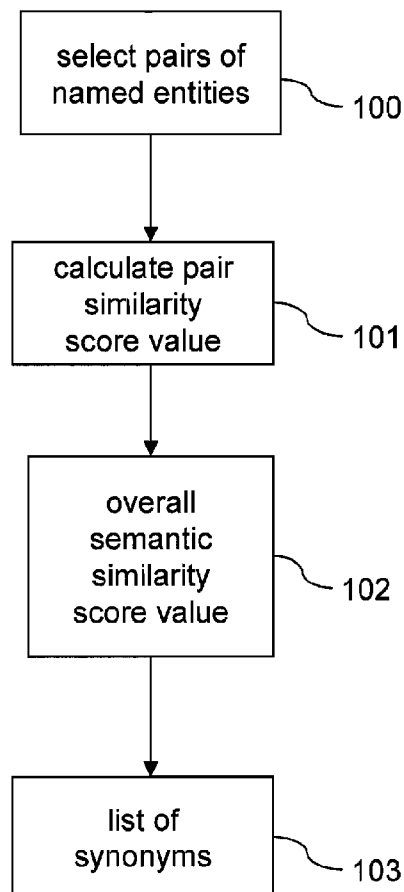 select pairs of
named entities
100
calculate pair
similarity
score value
101
overall
semantic
similarity
score value
102
list of
synonyms
103